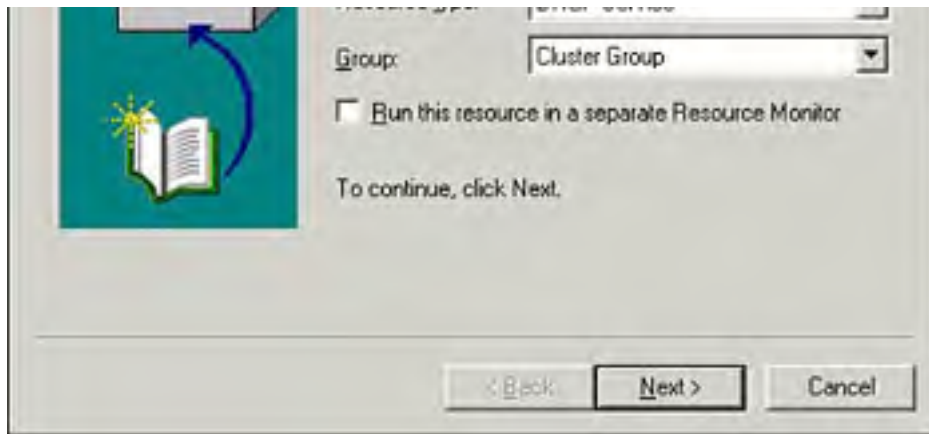 Group:
Cluster Group
Run this resource in a separate Resource Monitor
To continue, click Next.
< Back
Next >
Cancel